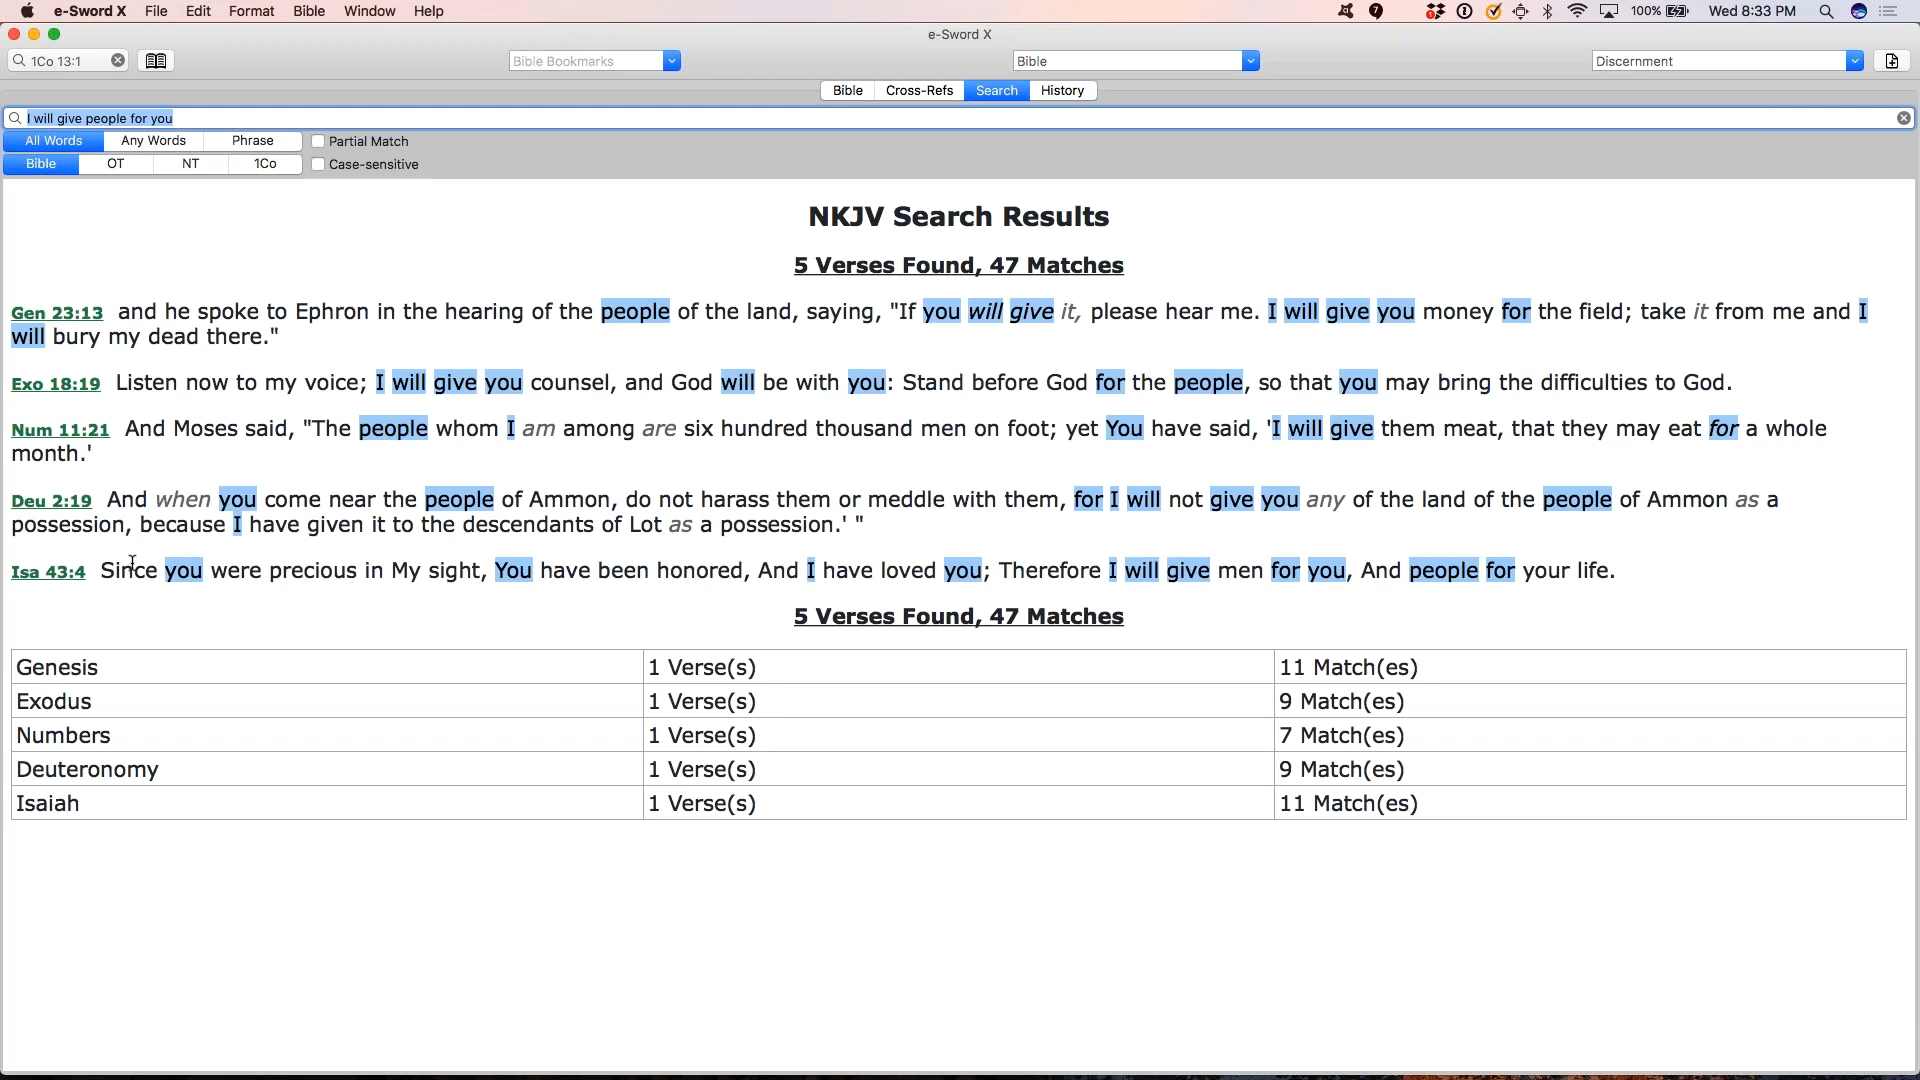 e-Sword X File Edit Format Bible Window Help 100% Wed 8:33 PM
e-Sword X
1Co 13:1 Bible Bookmarks Bible Discernment
Bible Cross-Refs Search History
I will give people for you
All Words Any Words Phrase Partial Match
Bible OT NT 1Co Case-sensitive
NKJV Search Results
5 Verses Found, 47 Matches
Gen 23:13 and he spoke to Ephron in the hearing of the people of the land, saying, "If you will give it, please hear me. I will give you money for the field; take it from me and I
will bury my dead there."
Exo 18:19 Listen now to my voice; I will give you counsel, and God will be with you: Stand before God for the people, so that you may bring the difficulties to God.
Num 11:21 And Moses said, "The people whom I am among are six hundred thousand men on foot; yet You have said, 'I will give them meat, that they may eat for a whole
month.'
Deu 2:19 And when you come near the people of Ammon, do not harass them or meddle with them, for I will not give you any of the land of the people of Ammon as a
possession, because I have given it to the descendants of Lot as a possession.' "
Isa 43:4 Since you were precious in My sight, You have been honored, And I have loved you; Therefore I will give men for you, And people for your life.
5 Verses Found, 47 Matches
Genesis 1 Verse(s) 11 Match(es)
Exodus 1 Verse(s) 9 Match(es)
Numbers 1 Verse(s) 7 Match(es)
Deuteronomy 1 Verse(s) 9 Match(es)
Isaiah 1 Verse(s) 11 Match(es)